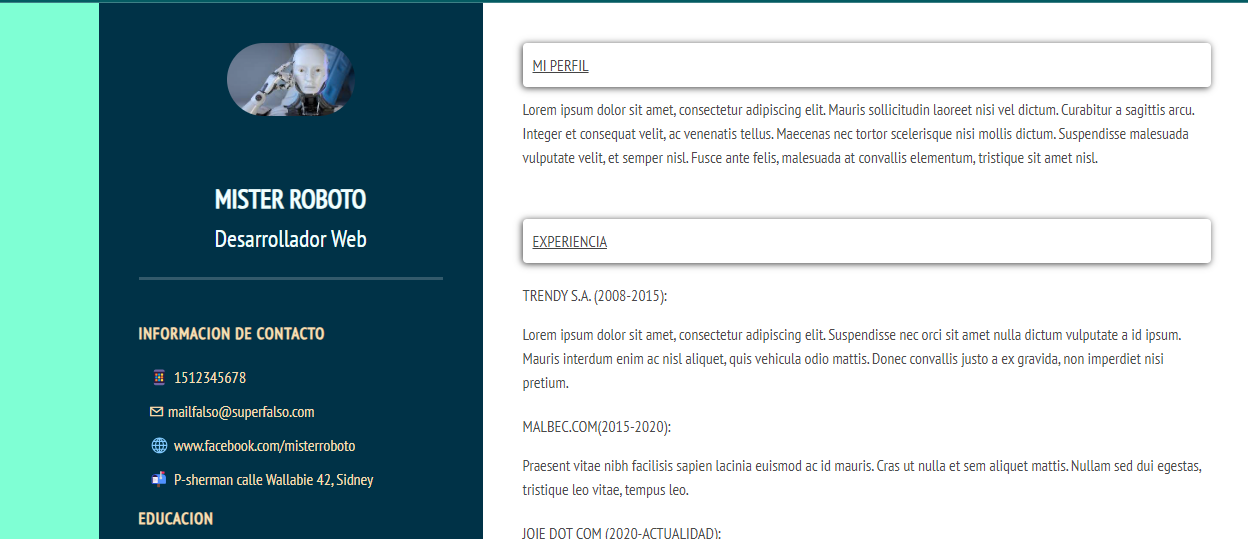 MISTER ROBOTO
Desarrollador Web
INFORMACION DE CONTACTO
1512345678
mailfalso@superfalso.com
www.facebook.com/misterroboto
P-sherman calle Wallabie 42, Sidney
EDUCACION
MI PERFIL
Lorem ipsum dolor sit amet, consectetur adipiscing elit. Mauris sollicitudin laoreet nisi vel dictum. Curabitur a sagittis arcu.
Integer et consequat velit, ac venenatis tellus. Maecenas nec tortor scelerisque nisi mollis dictum. Suspendisse malesuada
vulputate velit, et semper nisl. Fusce ante felis, malesuada at convallis elementum, tristique sit amet nisl.
EXPERIENCIA
TRENDY S.A. (2008-2015):
Lorem ipsum dolor sit amet, consectetur adipiscing elit. Suspendisse nec orci sit amet nulla dictum vulputate a id ipsum.
Mauris interdum enim ac nisl aliquet, quis vehicula odio mattis. Donec convallis justo a ex gravida, non imperdiet nisi
pretium.
MALBEC.COM(2015-2020):
Praesent vitae nibh facilisis sapien lacinia euismod ac id mauris. Cras ut nulla et sem aliquet mattis. Nullam sed dui egestas,
tristique leo vitae, tempus leo.
JOIE DOT COM (2020-ACTUALIDAD):